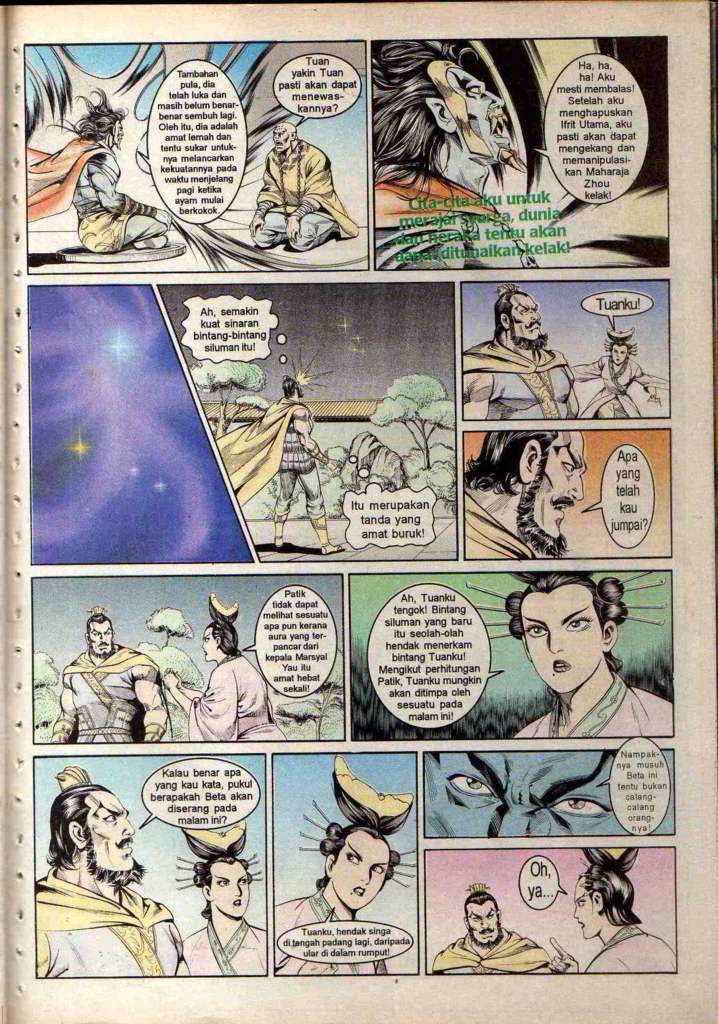 Tambahan
pula, dia
telah luka dan
masih belum benar-
benar sembuh lagi.
Oleh itu, dia adalah
amat lemah dan
tentu sukar untuk-
nya melancarkan
kekuatannya pada
waktu menjelang
pagi ketika
ayam mulai
berkokok.
Tuan
yakin Tuan
pasti akan dapat
menewas-
kannya?
Ha, ha,
ha! Aku
mesti membalas!
Setelah aku
menghapuskan
Ifrit Utama, aku
pasti akan dapat
mengekang dan
memanipulasi-
kan Maharaja
Zhou
kelak!
Cita-cita aku untuk
merajai syurga, dunia
dan neraka tentu akan
dapat ditunaikan kelak!
Ah, semakin
kuat sinaran
bintang-bintang
siluman itu!
Itu merupakan
tanda yang
amat buruk!
Tuanku!
Apa
yang
telah
kau
jumpai?
Patik
tidak dapat
melihat sesuatu
apa pun kerana
aura yang ter-
pancar dari
kepala Marsyal
Yau itu
amat hebat
sekali!
Ah, Tuanku
tengok! Bintang
siluman yang baru
itu seolah-olah
hendak menerkam
bintang Tuanku!
Mengikut perhitungan
Patik, Tuanku mungkin
akan ditimpa oleh
sesuatu pada
malam ini!
Kalau benar apa
yang kau kata, pukul
berapakah Beta akan
diserang pada
malam ini?
Tuanku, hendak singa
di tengah padang lagi, daripada
ular di dalam rumput!
Nampak-
nya musuh
Beta ini
tentu bukan
calang-
calang
orang-
nya!
Oh,
ya...